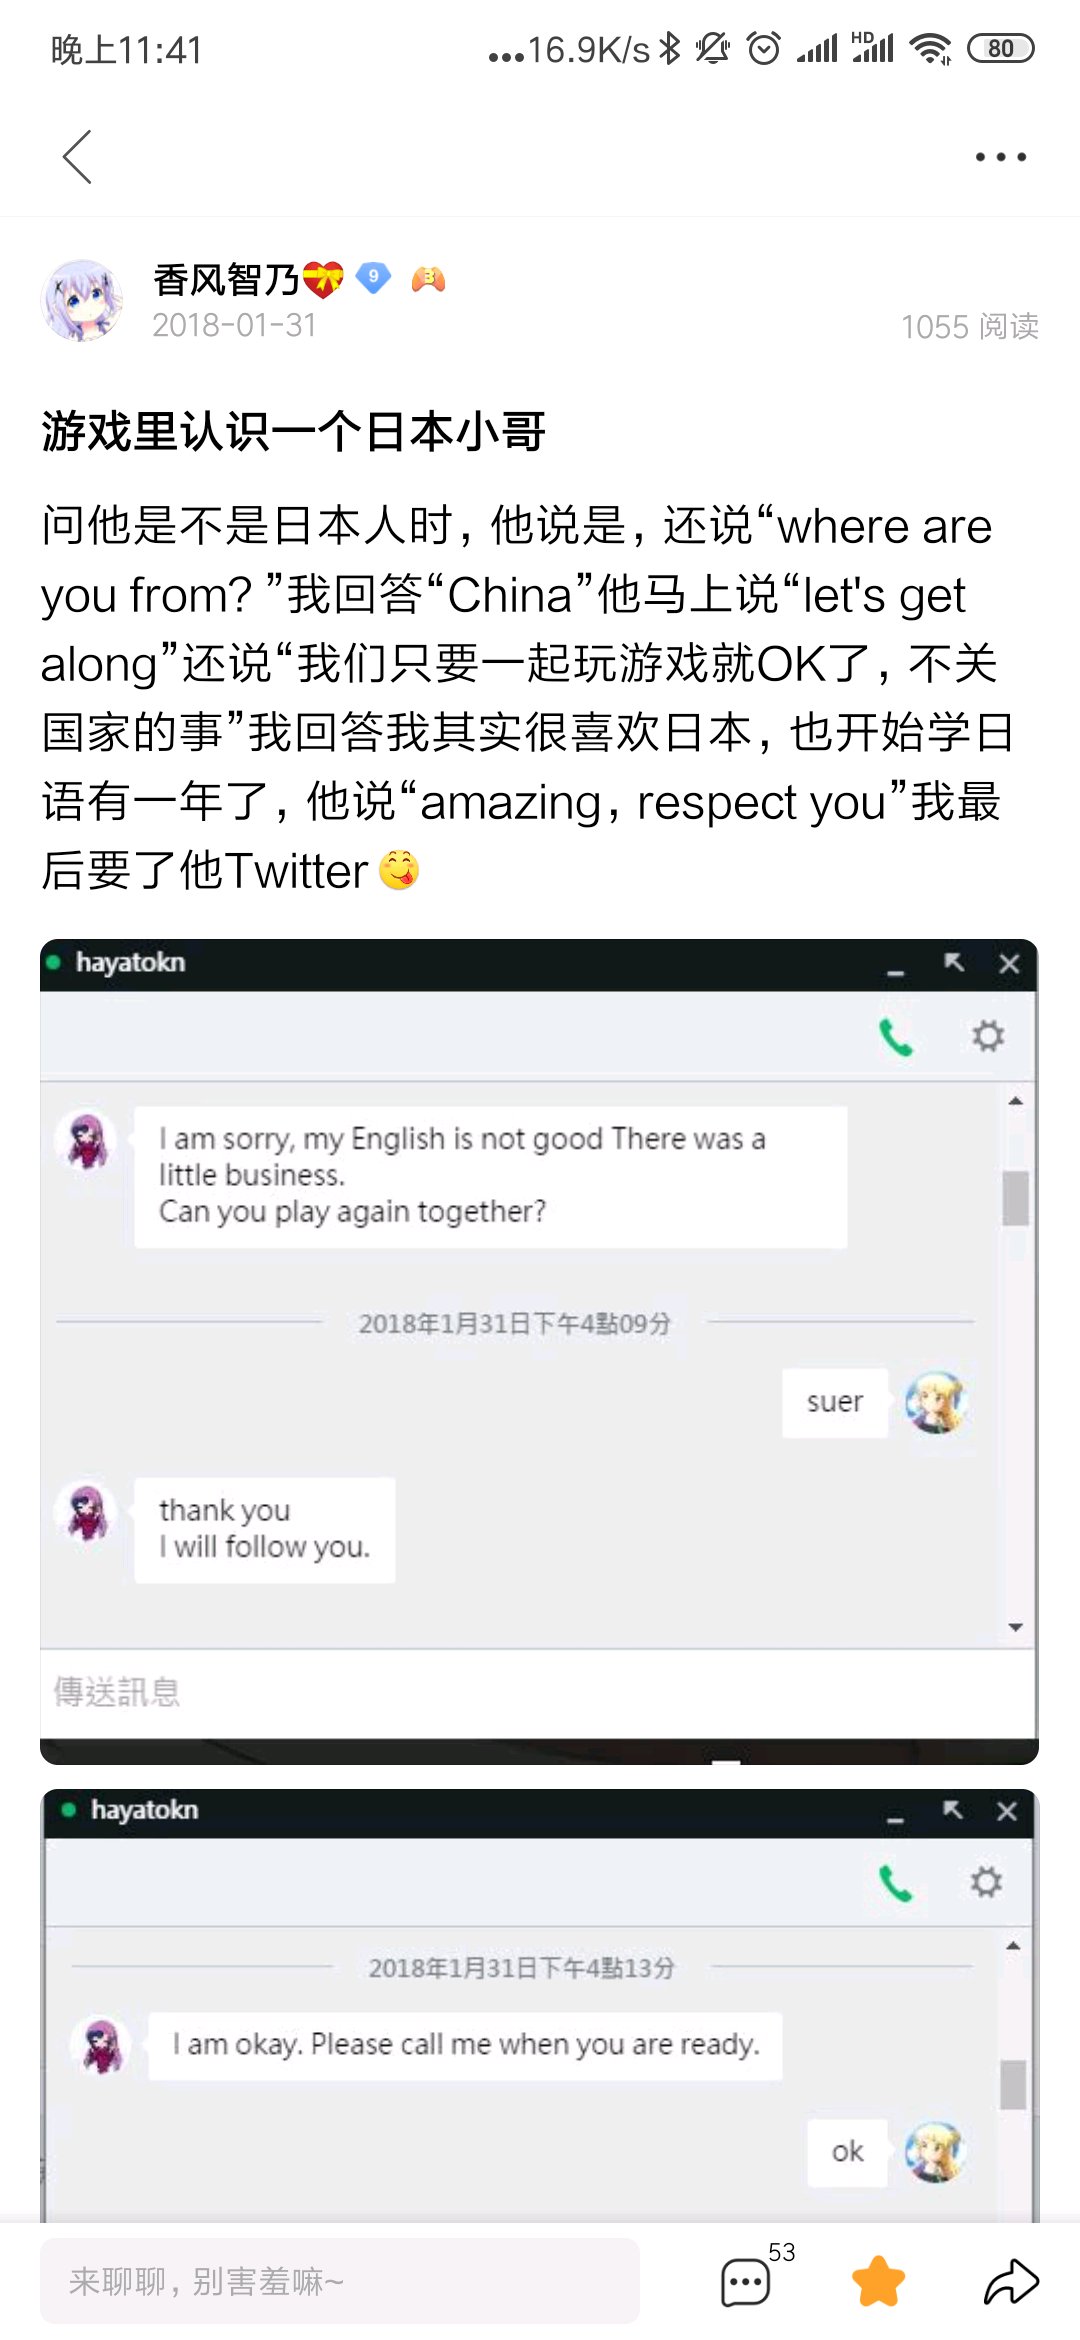 晚上11:41
...16.9K/s
HD
80
香风智乃
9
3
2018-01-31
1055 阅读
游戏里认识一个日本小哥
问他是不是日本人时，他说是，还说“where are
you from? ”我回答“China”他马上说“let's get
along”还说“我们只要一起玩游戏就OK了，不关
国家的事”我回答我其实很喜欢日本，也开始学日
语有一年了，他说“amazing, respect you”我最
后要了他Twitter
hayatokn
I am sorry, my English is not good There was a
little business.
Can you play again together?
2018年1月31日下午4點09分
suer
thank you
I will follow you.
傳送訊息
hayatokn
2018年1月31日下午4點13分
I am okay. Please call me when you are ready.
ok
来聊聊，别害羞嘛~
53